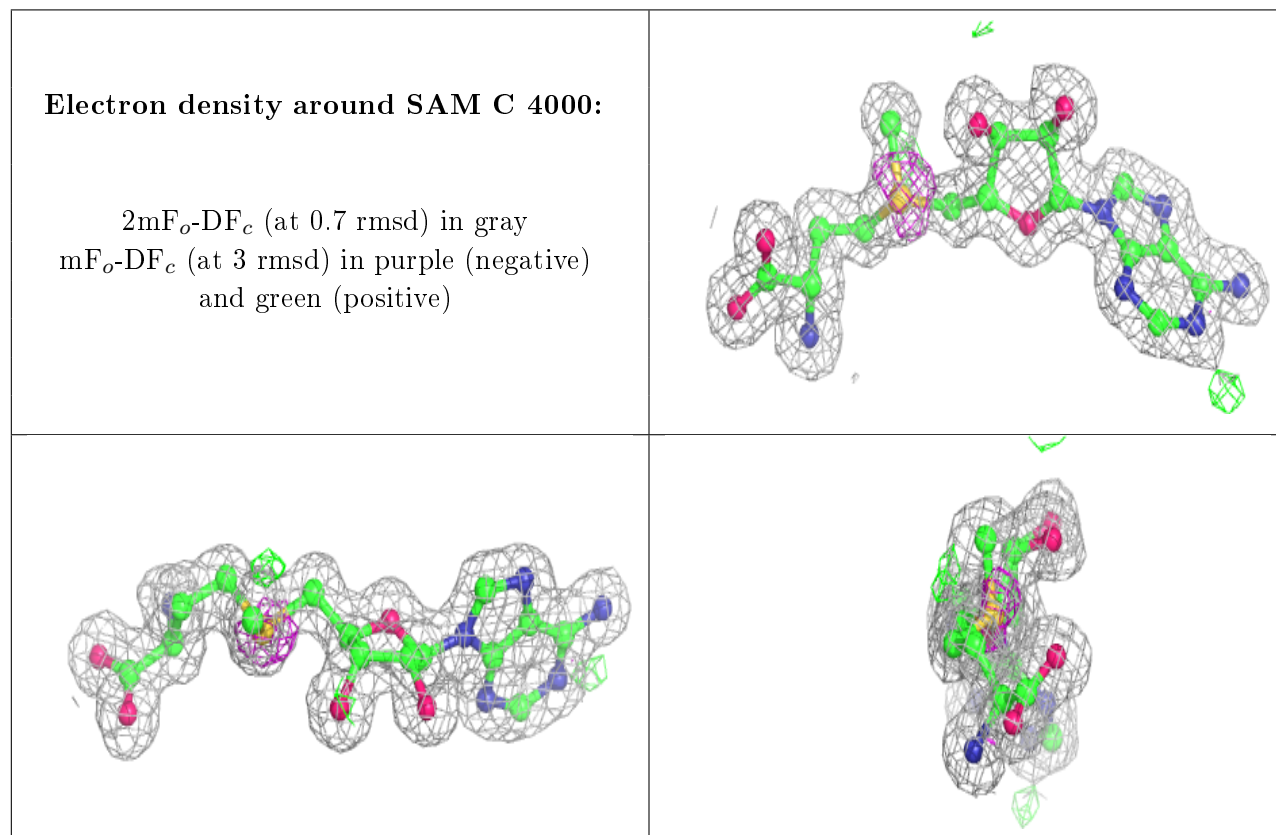 Electron density around SAM C 4000:
2mFₒ-DF𝒸 (at 0.7 rmsd) in gray
mFₒ-DF𝒸 (at 3 rmsd) in purple (negative)
and green (positive)